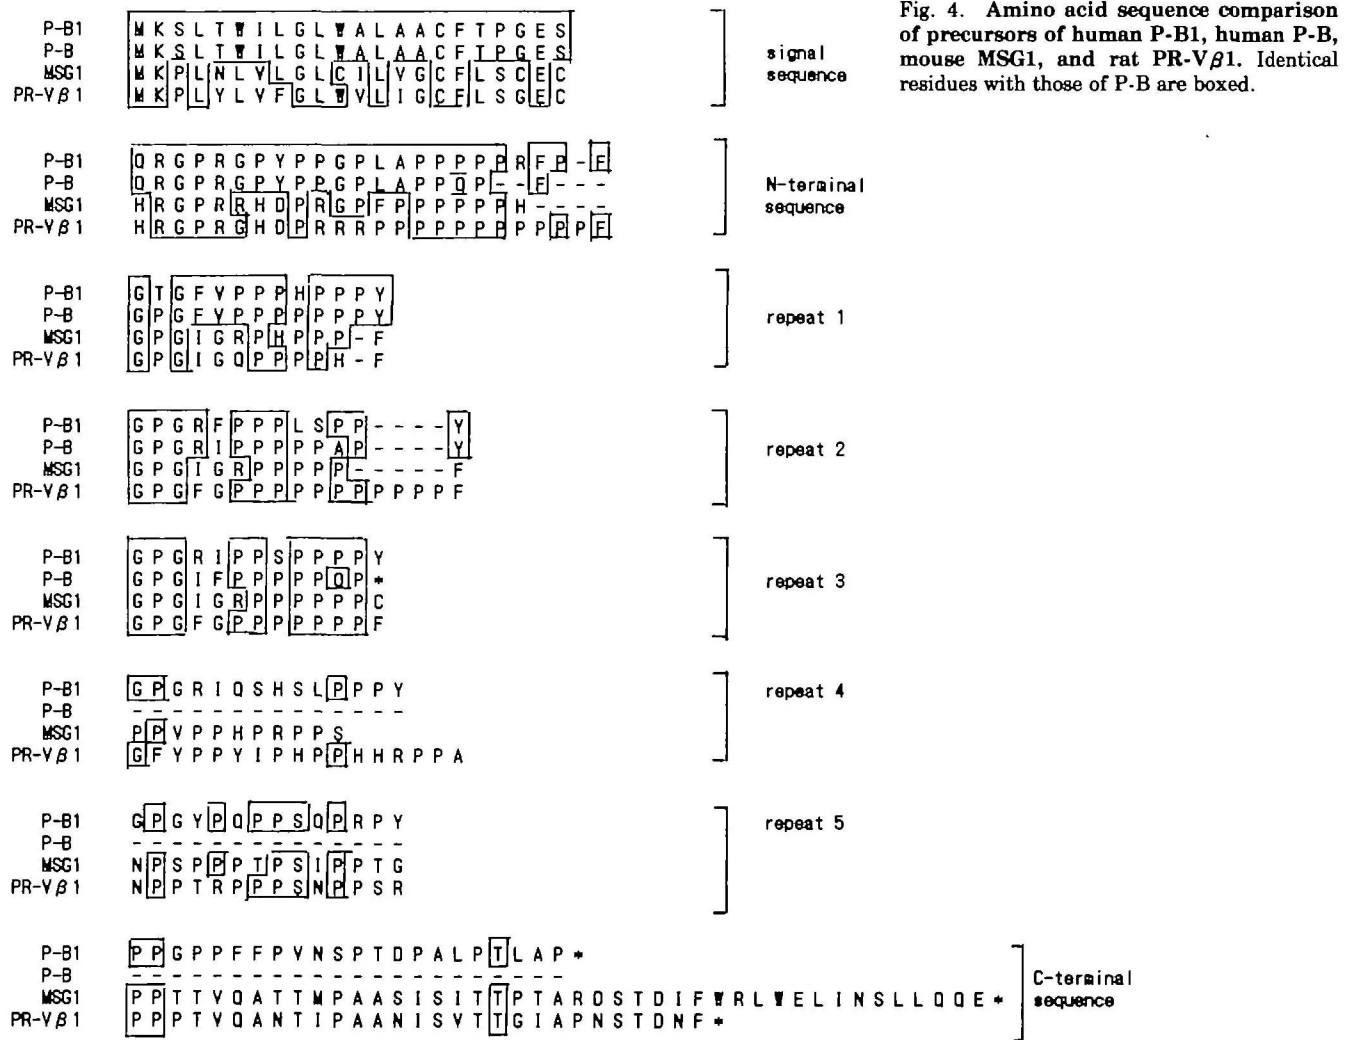 Fig. 4. Amino acid sequence comparison
of precursors of human P-B1, human P-B,
mouse MSG1, and rat PR-Vβ1. Identical
residues with those of P-B are boxed.
P-B1 M K S L T W I L G L W A L A A C F T P G E S
P-B M K S L T W I L G L W A L A A C F T P G E S
MSG1 M K P L N L V L G L C I L V G C F L S C E C
PR-Vβ1 M K P L Y L V F G L W V L I G C F L S G E C
signal
sequence
P-B1 Q R G P R G P Y P P G P L A P P P P P R F P - F
P-B Q R G P R G P Y P P G P L A P P Q P - - F - - -
MSG1 H R G P R R H D P R G P F P P P P P P H - - - -
PR-Vβ1 H R G P R G H D P R R R P P P P P P P P P P P F
N-terminal
sequence
P-B1 G T G F V P P P H P P P Y
P-B G P G F V P P P P P P P Y
MSG1 G P G I G R P H P P P - F
PR-Vβ1 G P G I G Q P P P P H - F
repeat 1
P-B1 G P G R F P P P L S P P - - - - Y
P-B G P G R I P P P P P A P - - - - Y
MSG1 G P G I G R P P P P P - - - - - F
PR-Vβ1 G P G F G P P P P P P P P P P P F
repeat 2
P-B1 G P G R I P P S P P P P Y
P-B G P G I F P P P P P Q P *
MSG1 G P G I G R P P P P P P C
PR-Vβ1 G P G F G P P P P P P P F
repeat 3
P-B1 G P G R I Q S H S L P P P Y
P-B - - - - - - - - - - - - - -
MSG1 P P V P P H P R P P S
PR-Vβ1 G F Y P P Y I P H P P H H R P P A
repeat 4
P-B1 G P G Y P Q P P S Q P R P Y
P-B - - - - - - - - - - - - - -
MSG1 N P S P P P T P S I P P T G
PR-Vβ1 N P P T R P P P S N P P S R
repeat 5
P-B1 P P G P P F F P V N S P T D P A L P T L A P *
P-B - - - - - - - - - - - - - - - - - - - - - -
MSG1 P P T T V Q A T T M P A A S I S I T T P T A R D S T D I F W R L W E L I N S L L Q Q E *
PR-Vβ1 P P P T V Q A N T I P A A N I S V T T G I A P N S T D N F *
C-terminal
sequence